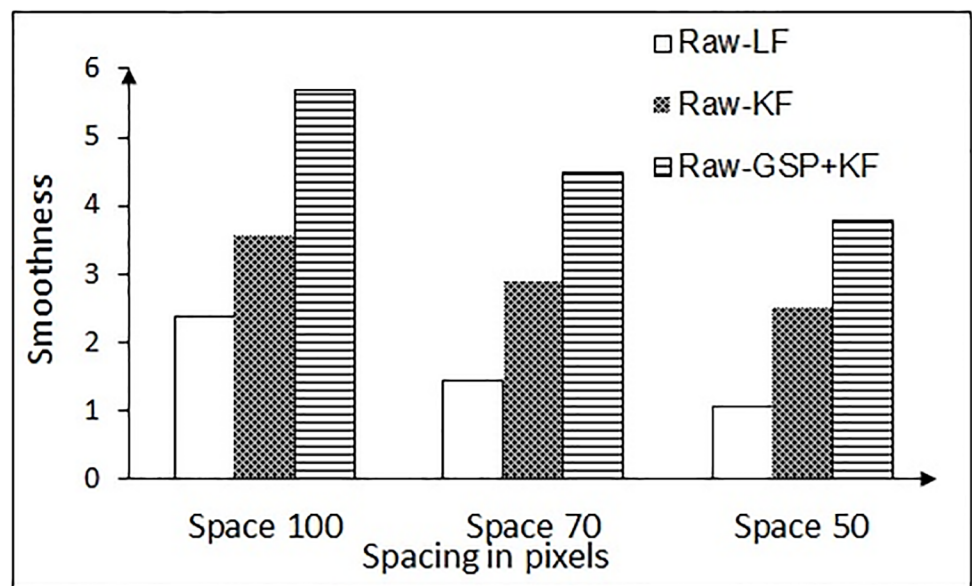 Raw-LF
Raw-KF
Raw-GSP+KF
Smoothness
6
5
4
3
2
1
0
Space 100 Space 70 Space 50
Spacing in pixels